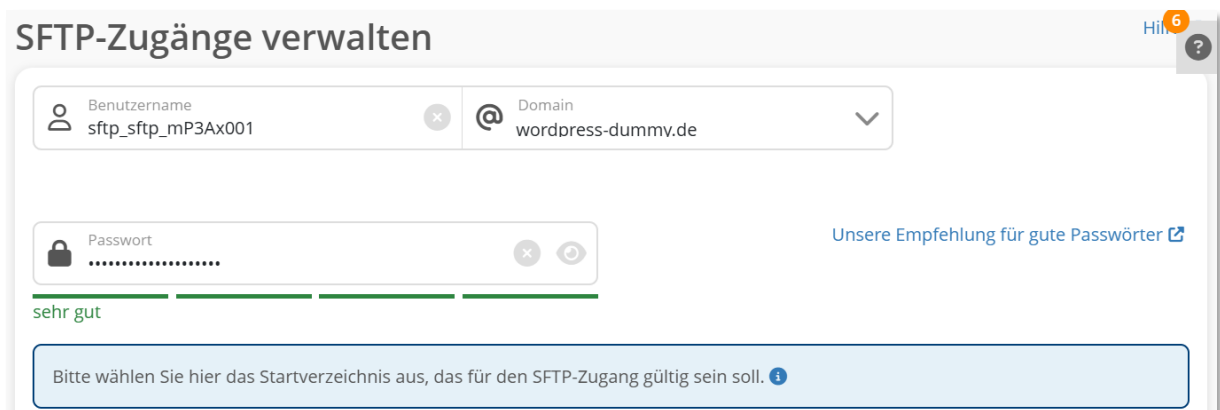 SFTP-Zugänge verwalten
6
?
Benutzername
sftp_sftp_mP3Ax001
@
Domain
wordpress-dummy.de
Passwort
••••••••••••••••••••
Unsere Empfehlung für gute Passwörter
sehr gut
Bitte wählen Sie hier das Startverzeichnis aus, das für den SFTP-Zugang gültig sein soll.